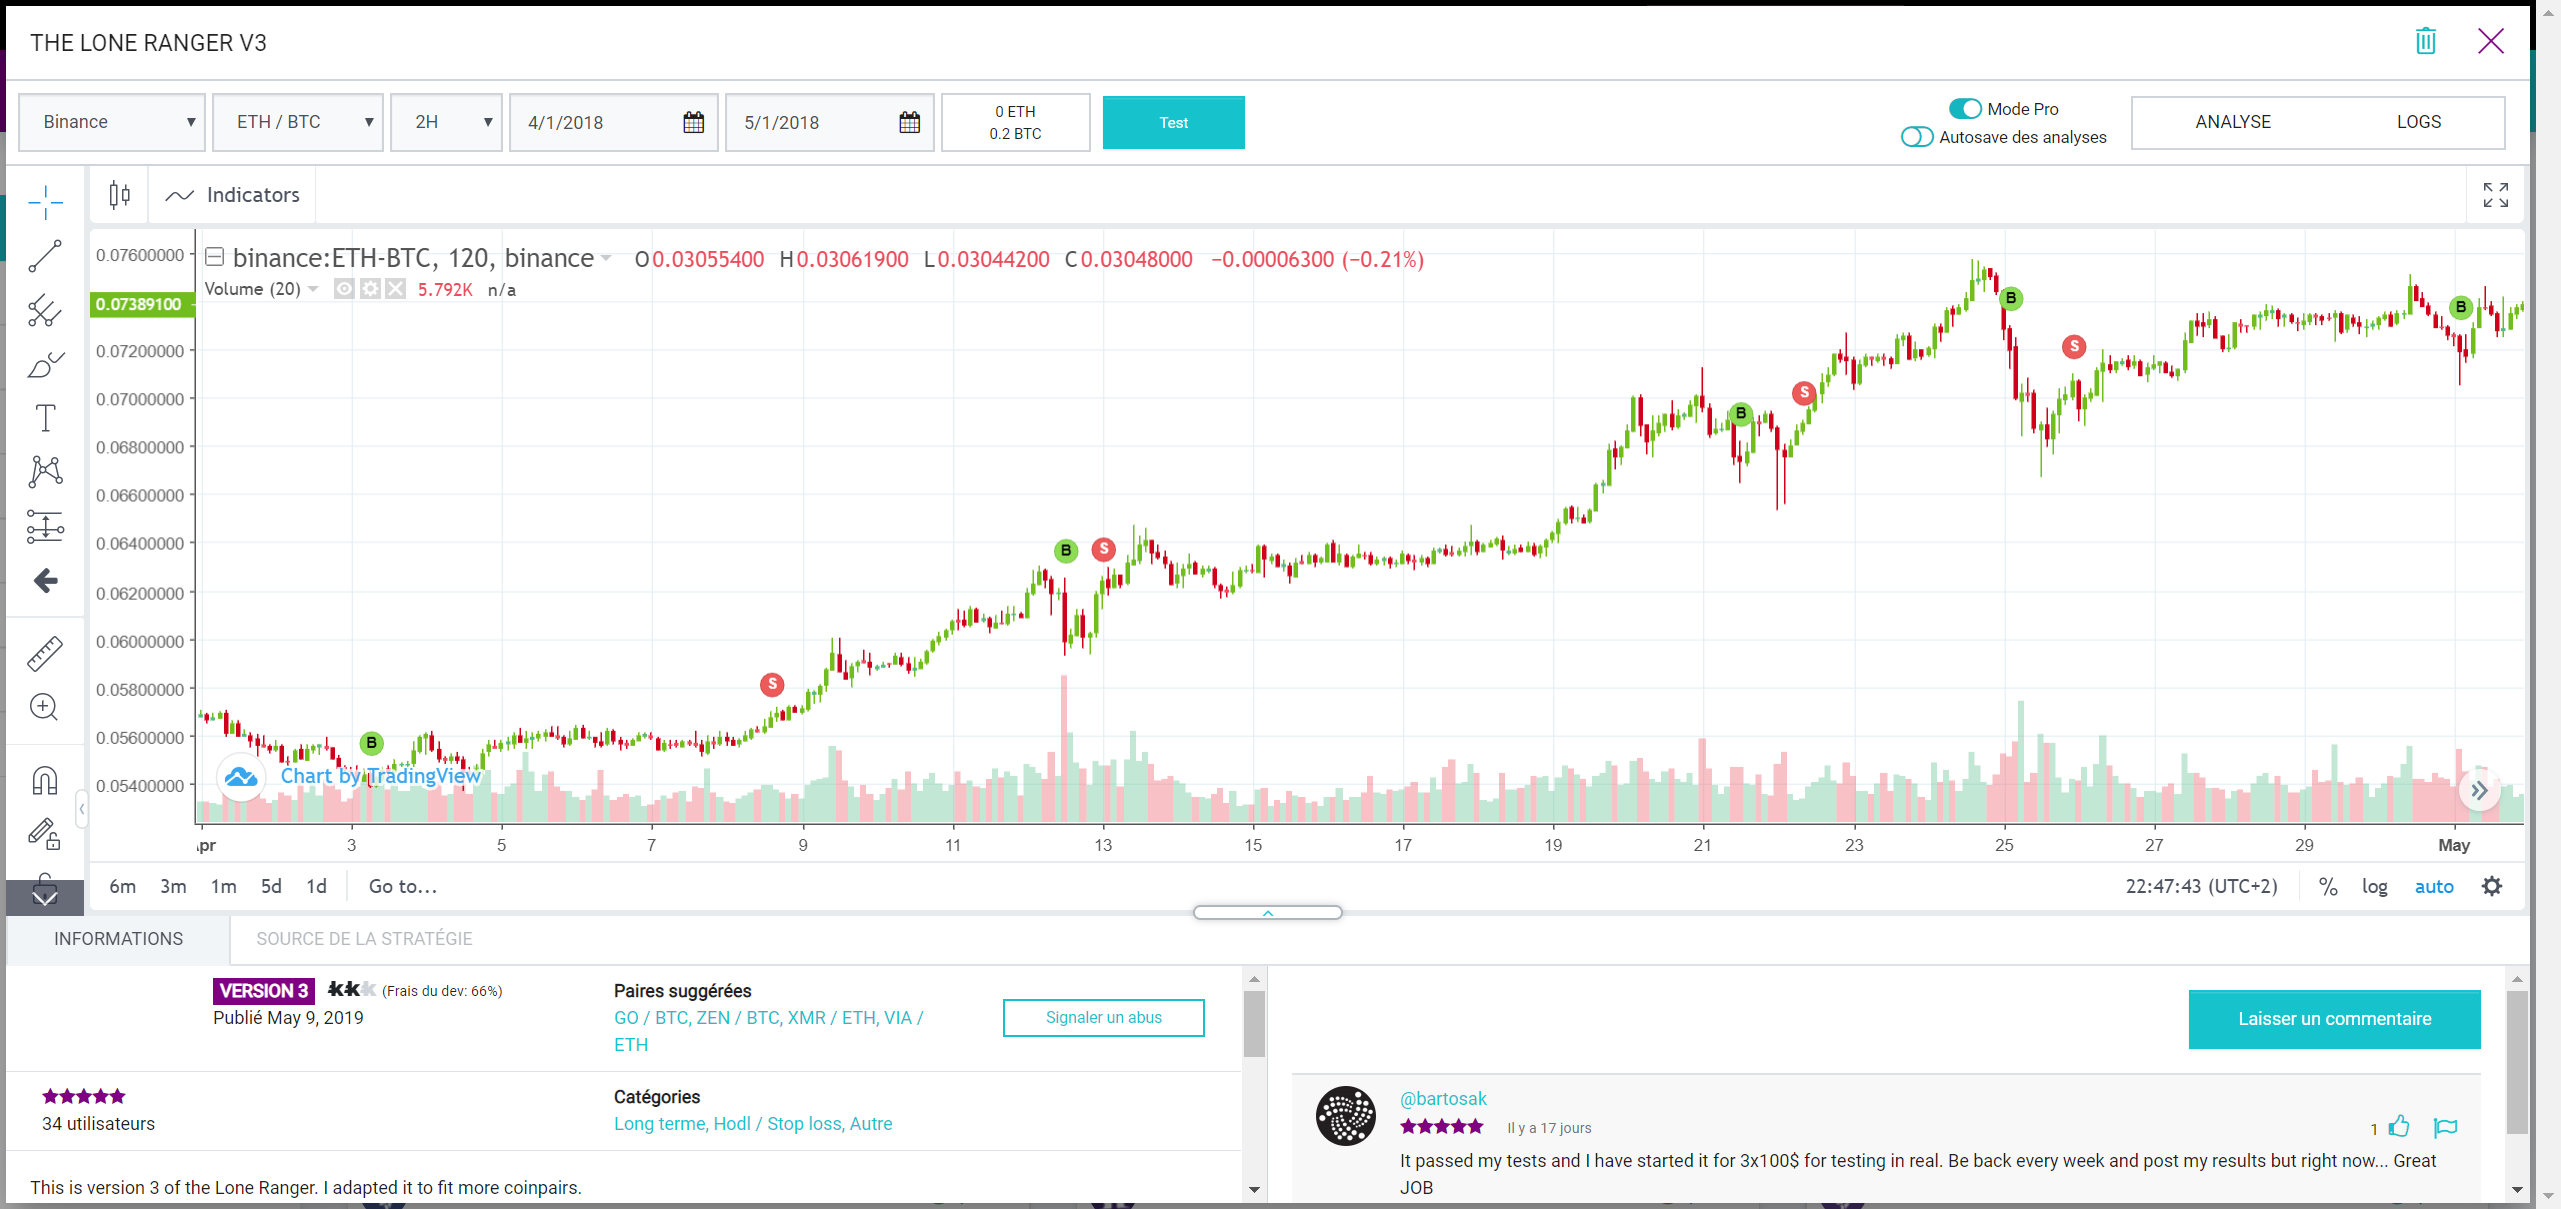 THE LONE RANGER V3
Binance
ETH / BTC
2H
4/1/2018
5/1/2018
0 ETH
0.2 BTC
Test
Mode Pro
Autosave des analyses
ANALYSE
LOGS
Indicators
binance:ETH-BTC, 120, binance
O0.03055400 H0.03061900 L0.03044200 C0.03048000 −0.00006300 (−0.21%)
Volume (20)
5.792K n/a
0.07600000
0.07389100
0.07200000
0.07000000
0.06800000
0.06600000
0.06400000
0.06200000
0.06000000
0.05800000
0.05600000
0.05400000
B
S
B
S
B
S
B
S
B
Chart by TradingView
pr 3 5 7 9 11 13 15 17 19 21 23 25 27 29 May
6m 3m 1m 5d 1d Go to...
22:47:43 (UTC+2) % log auto
INFORMATIONS
SOURCE DE LA STRATÉGIE
VERSION 3
(Frais du dev: 66%)
Publié May 9, 2019
Paires suggérées
GO / BTC, ZEN / BTC, XMR / ETH, VIA /
ETH
Signaler un abus
34 utilisateurs
Catégories
Long terme, Hodl / Stop loss, Autre
This is version 3 of the Lone Ranger. I adapted it to fit more coinpairs.
Laisser un commentaire
@bartosak
Il y a 17 jours
1
It passed my tests and I have started it for 3x100$ for testing in real. Be back every week and post my results but right now... Great
JOB